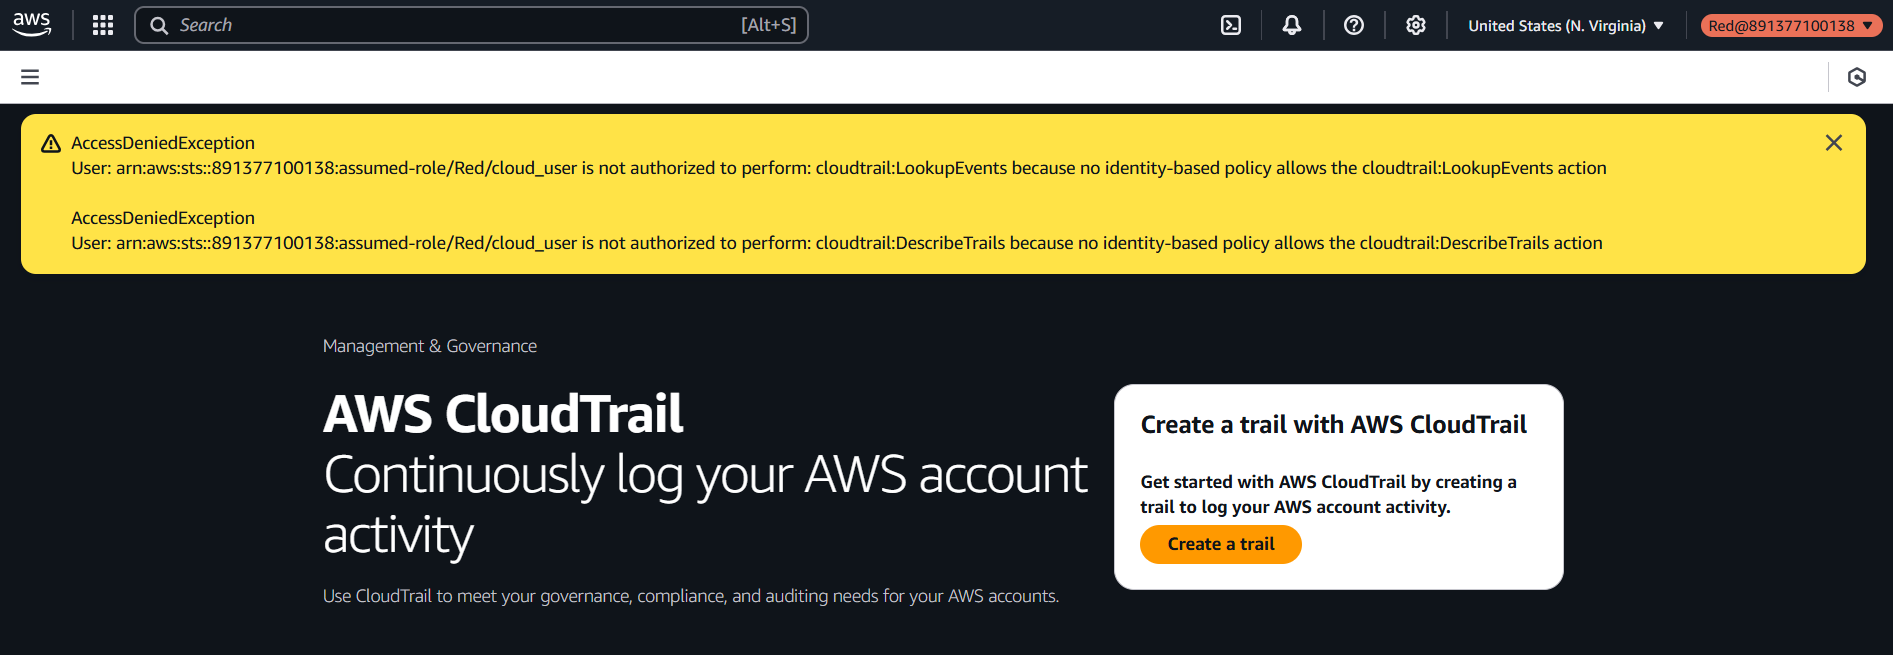 aws
Search [Alt+S]
United States (N. Virginia)
Red@891377100138
AccessDeniedException
User: arn:aws:sts::891377100138:assumed-role/Red/cloud_user is not authorized to perform: cloudtrail:LookupEvents because no identity-based policy allows the cloudtrail:LookupEvents action
AccessDeniedException
User: arn:aws:sts::891377100138:assumed-role/Red/cloud_user is not authorized to perform: cloudtrail:DescribeTrails because no identity-based policy allows the cloudtrail:DescribeTrails action
Management & Governance
AWS CloudTrail
Continuously log your AWS account
activity
Use CloudTrail to meet your governance, compliance, and auditing needs for your AWS accounts.
Create a trail with AWS CloudTrail
Get started with AWS CloudTrail by creating a
trail to log your AWS account activity.
Create a trail